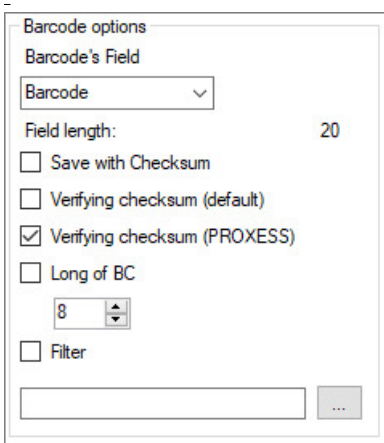 Barcode options
Barcode's Field
Barcode
Field length: 20
Save with Checksum
Verifying checksum (default)
Verifying checksum (PROXESS)
Long of BC
8
Filter
...